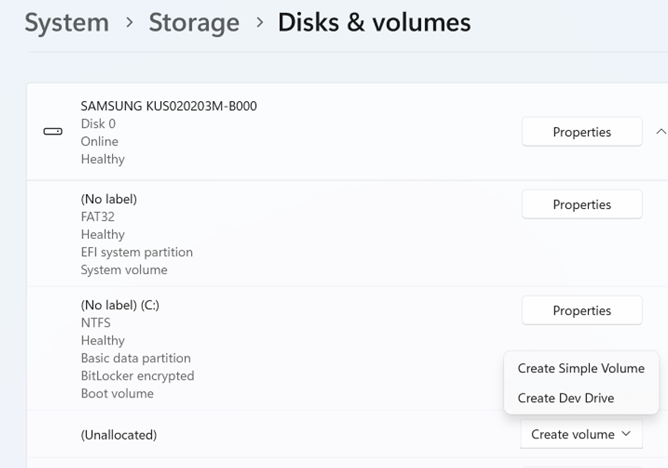 System > Storage > Disks & volumes
SAMSUNG KUS020203M-B000
Disk 0
Online
Healthy
Properties
(No label)
FAT32
Healthy
EFI system partition
System volume
Properties
(No label) (C:)
NTFS
Healthy
Basic data partition
BitLocker encrypted
Boot volume
Properties
Create Simple Volume
Create Dev Drive
(Unallocated)
Create volume